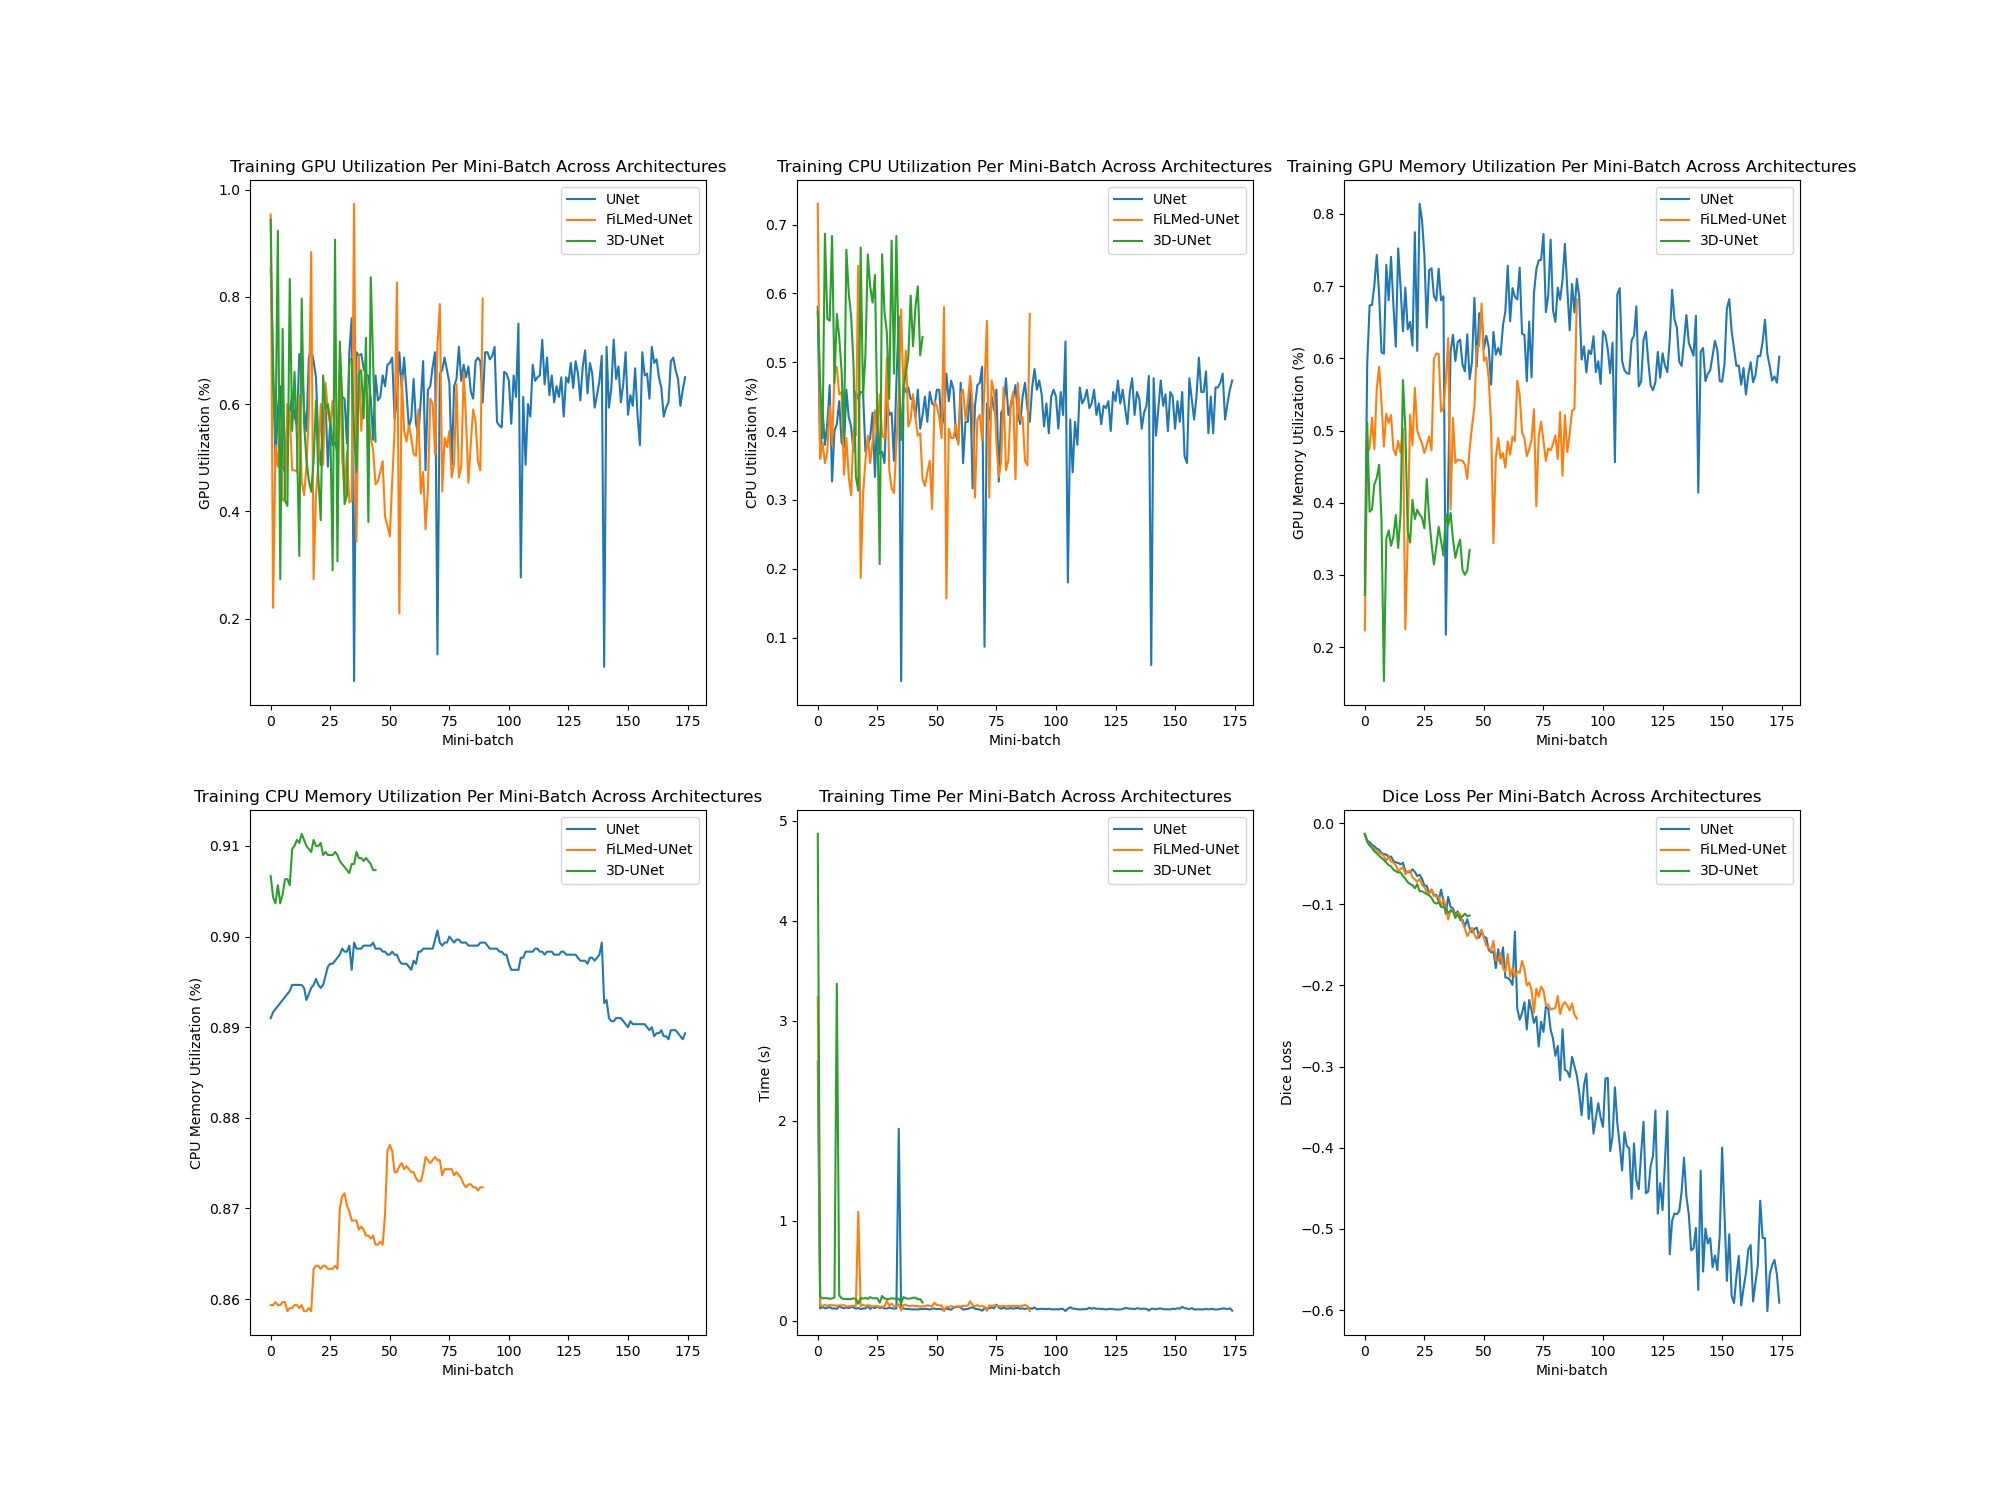 Training GPU Utilization Per Mini-Batch Across Architectures
GPU Utilization (%)
1.0
0.8
0.6
0.4
0.2
UNet
FiLMed-UNet
3D-UNet
0 25 50 75 100 125 150 175
Mini-batch
Training CPU Utilization Per Mini-Batch Across Architectures
CPU Utilization (%)
0.7
0.6
0.5
0.4
0.3
0.2
0.1
UNet
FiLMed-UNet
3D-UNet
0 25 50 75 100 125 150 175
Mini-batch
Training GPU Memory Utilization Per Mini-Batch Across Architectures
GPU Memory Utilization (%)
0.8
0.7
0.6
0.5
0.4
0.3
0.2
UNet
FiLMed-UNet
3D-UNet
0 25 50 75 100 125 150 175
Mini-batch
Training CPU Memory Utilization Per Mini-Batch Across Architectures
CPU Memory Utilization (%)
0.91
0.90
0.89
0.88
0.87
0.86
UNet
FiLMed-UNet
3D-UNet
0 25 50 75 100 125 150 175
Mini-batch
Training Time Per Mini-Batch Across Architectures
Time (s)
5
4
3
2
1
0
UNet
FiLMed-UNet
3D-UNet
0 25 50 75 100 125 150 175
Mini-batch
Dice Loss Per Mini-Batch Across Architectures
Dice Loss
0.0
−0.1
−0.2
−0.3
−0.4
−0.5
−0.6
UNet
FiLMed-UNet
3D-UNet
0 25 50 75 100 125 150 175
Mini-batch